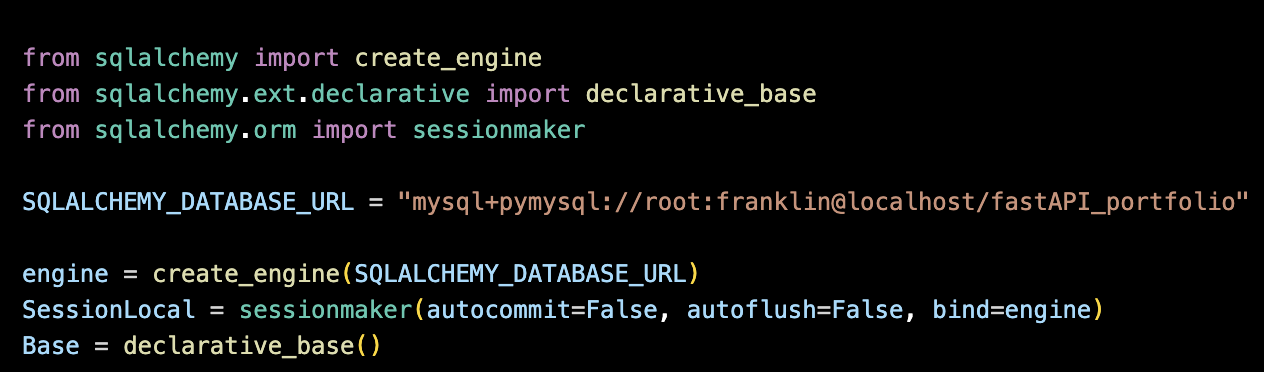 from sqlalchemy import create_engine
from sqlalchemy.ext.declarative import declarative_base
from sqlalchemy.orm import sessionmaker
SQLALCHEMY_DATABASE_URL = "mysql+pymysql://root:franklin@localhost/fastAPI_portfolio"
engine = create_engine(SQLALCHEMY_DATABASE_URL)
SessionLocal = sessionmaker(autocommit=False, autoflush=False, bind=engine)
Base = declarative_base()